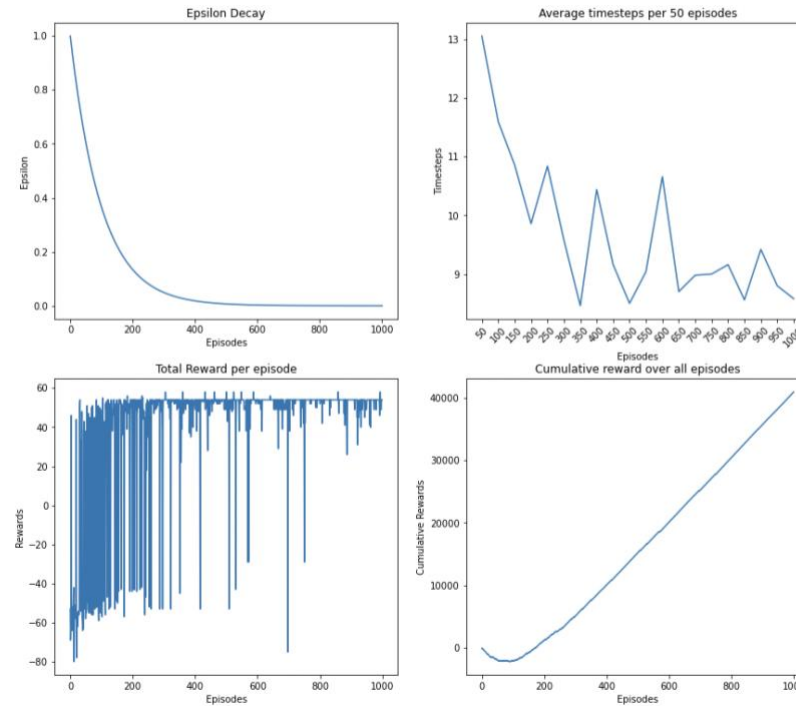 Epsilon Decay
1.0
0.8
0.6
0.4
0.2
0.0
Epsilon
0 200 400 600 800 1000
Episodes
Average timesteps per 50 episodes
13
12
11
10
9
Timesteps
50 100 150 200 250 300 350 400 450 500 550 600 650 700 750 800 850 900 950 1000
Episodes
Total Reward per episode
60
40
20
0
−20
−40
−60
−80
Rewards
0 200 400 600 800 1000
Episodes
Cumulative reward over all episodes
40000
30000
20000
10000
0
Cumulative Rewards
0 200 400 600 800 1000
Episodes